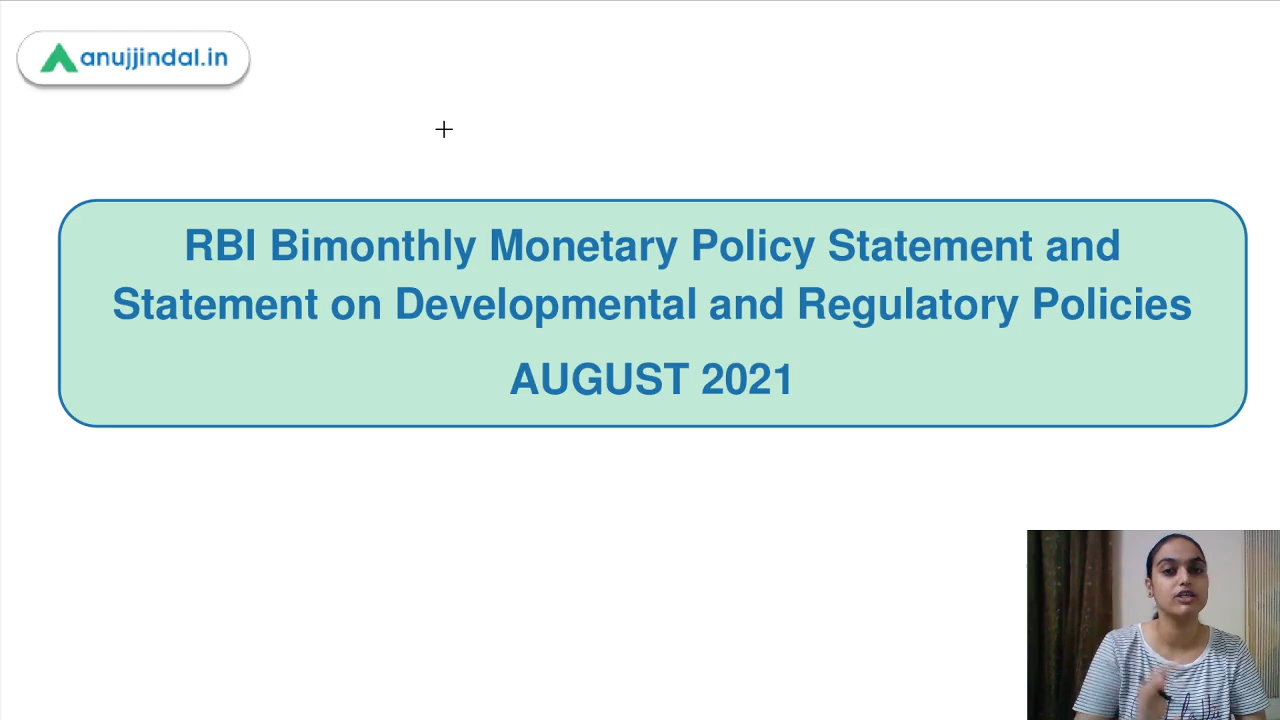 anujjindal.in
RBI Bimonthly Monetary Policy Statement and
Statement on Developmental and Regulatory Policies
AUGUST 2021